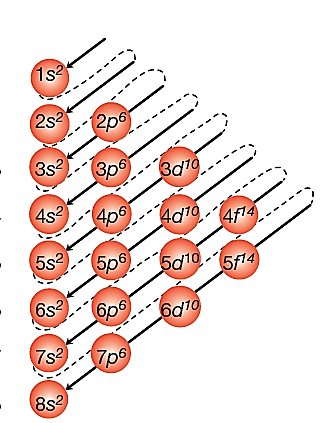 1s²
2s² 2p⁶
3s² 3p⁶ 3d¹⁰
4s² 4p⁶ 4d¹⁰ 4f¹⁴
5s² 5p⁶ 5d¹⁰ 5f¹⁴
6s² 6p⁶ 6d¹⁰
7s² 7p⁶
8s²